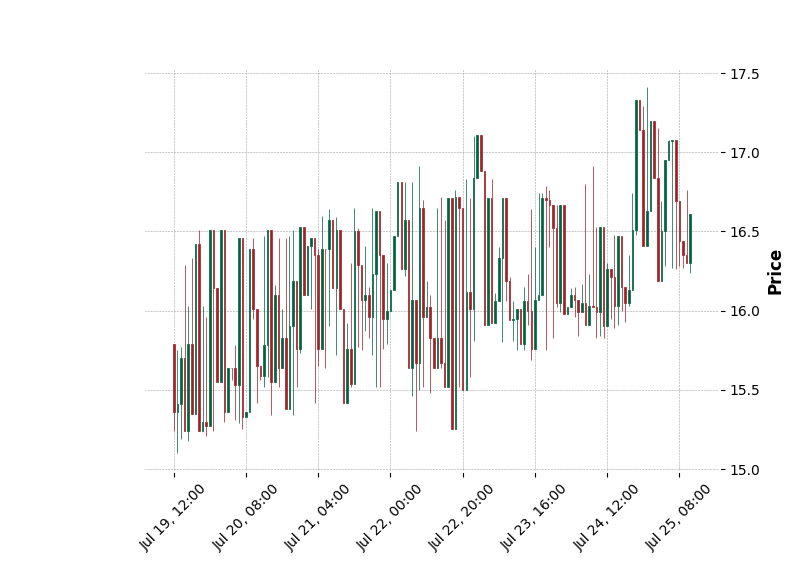 17.5
17.0
16.5
16.0
15.5
15.0
Price
Jul 19, 12:00
Jul 20, 08:00
Jul 21, 04:00
Jul 22, 00:00
Jul 22, 20:00
Jul 23, 16:00
Jul 24, 12:00
Jul 25, 08:00